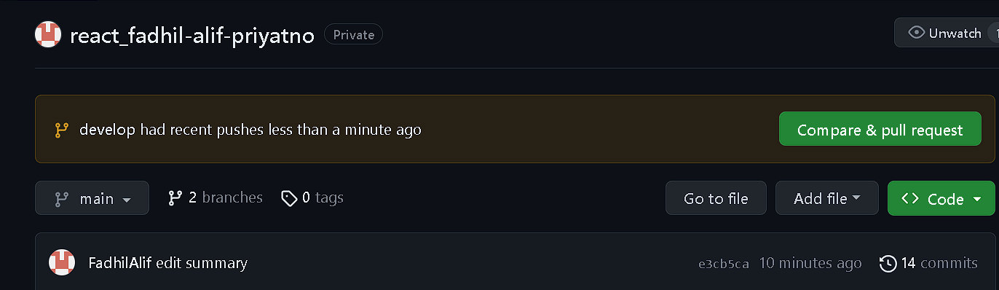 react_fadhil-alif-priyatno Private Unwatch 1
develop had recent pushes less than a minute ago Compare & pull request
main 2 branches 0 tags Go to file Add file Code
FadhilAlif edit summary e3cb5ca 10 minutes ago 14 commits